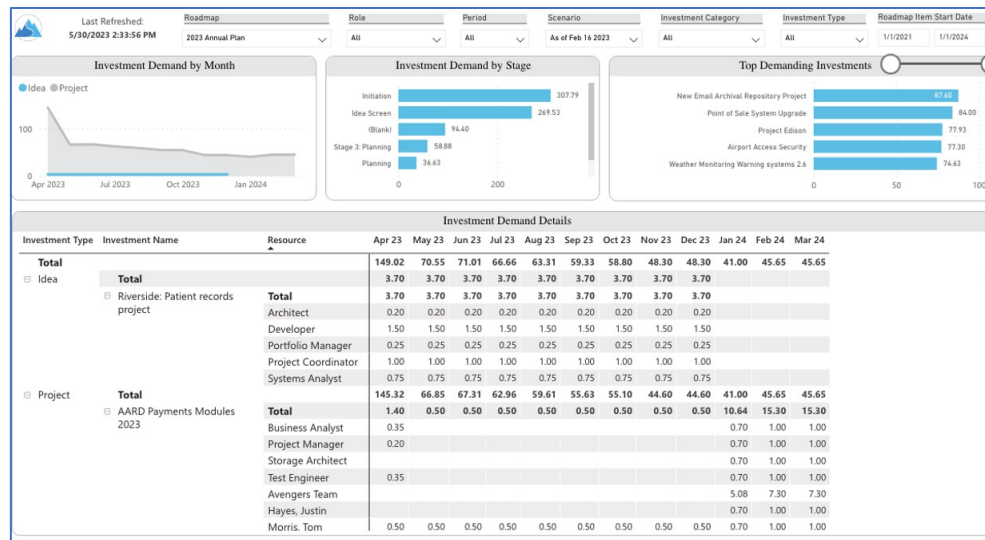 Last Refreshed:
5/30/2023 2:33:56 PM
Roadmap
2023 Annual Plan
Role
All
Period
All
Scenario
As of Feb 16 2023
Investment Category
All
Investment Type
All
Roadmap Item Start Date
1/1/2021 1/1/2024
Investment Demand by Month
Idea Project
100
0
Apr 2023 Jul 2023 Oct 2023 Jan 2024
Investment Demand by Stage
Initiation 307.79
Idea Screen 269.53
(Blank) 94.40
Stage 3: Planning 58.88
Planning 36.63
0 200
Top Demanding Investments
New Email Archival Repository Project 87.60
Point of Sale System Upgrade 84.00
Project Edison 77.93
Airport Access Security 77.30
Weather Monitoring Warning systems 2.6 74.63
0 50 100
Investment Demand Details
Investment Type Investment Name Resource Apr 23 May 23 Jun 23 Jul 23 Aug 23 Sep 23 Oct 23 Nov 23 Dec 23 Jan 24 Feb 24 Mar 24
Total 149.02 70.55 71.01 66.66 63.31 59.33 58.80 48.30 48.30 41.00 45.65 45.65
Idea Total 3.70 3.70 3.70 3.70 3.70 3.70 3.70 3.70 3.70
Riverside: Patient records Total 3.70 3.70 3.70 3.70 3.70 3.70 3.70 3.70 3.70
project Architect 0.20 0.20 0.20 0.20 0.20 0.20 0.20 0.20 0.20
Developer 1.50 1.50 1.50 1.50 1.50 1.50 1.50 1.50 1.50
Portfolio Manager 0.25 0.25 0.25 0.25 0.25 0.25 0.25 0.25 0.25
Project Coordinator 1.00 1.00 1.00 1.00 1.00 1.00 1.00 1.00 1.00
Systems Analyst 0.75 0.75 0.75 0.75 0.75 0.75 0.75 0.75 0.75
Project Total 145.32 66.85 67.31 62.96 59.61 55.63 55.10 44.60 44.60 41.00 45.65 45.65
AARD Payments Modules Total 1.40 0.50 0.50 0.50 0.50 0.50 0.50 0.50 0.50 10.64 15.30 15.30
2023 Business Analyst 0.35 0.70 1.00 1.00
Project Manager 0.20 0.70 1.00 1.00
Storage Architect 0.70 1.00 1.00
Test Engineer 0.35 0.70 1.00 1.00
Avengers Team 5.08 7.30 7.30
Hayes, Justin 0.70 1.00 1.00
Morris, Tom 0.50 0.50 0.50 0.50 0.50 0.50 0.50 0.50 0.50 0.70 1.00 1.00